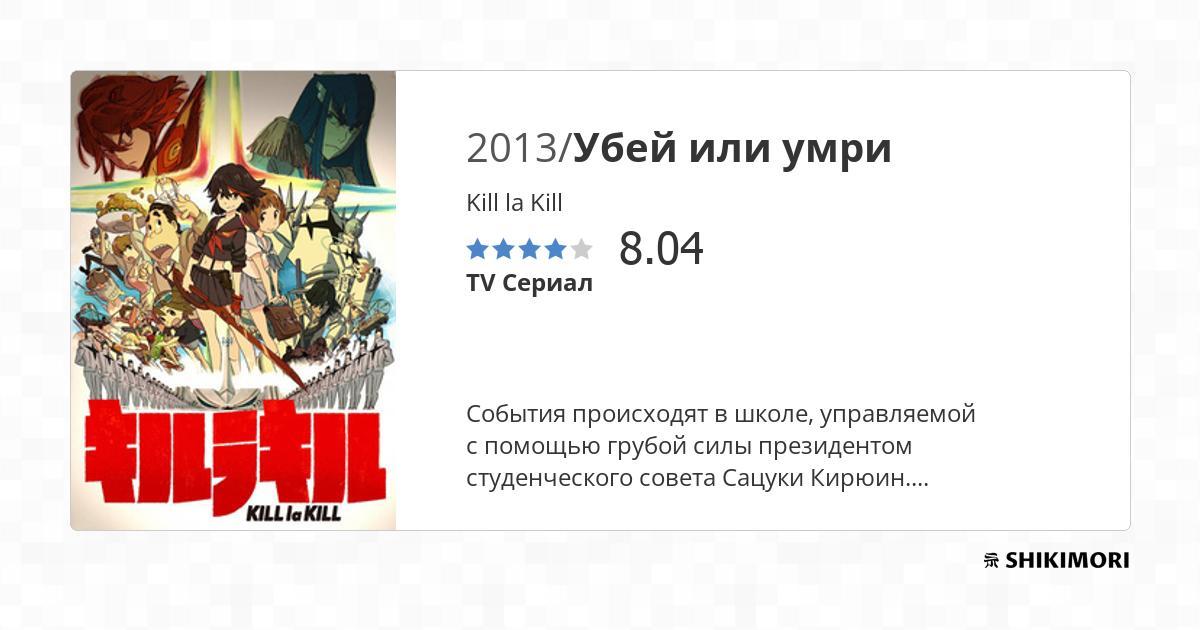 2013/Убей или умри
Kill la Kill
8.04
TV Сериал
События происходят в школе, управляемой
с помощью грубой силы президентом
студенческого совета Сацуки Кирюин....
キルラキル
KILL la KILL
SHIKIMORI